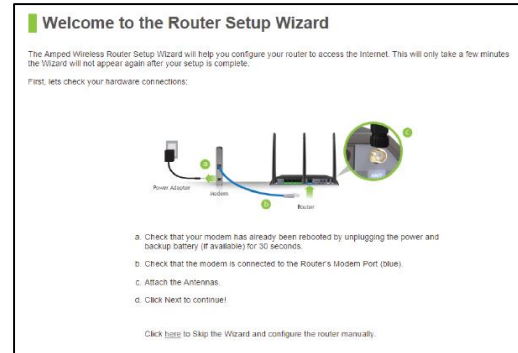 Welcome to the Router Setup Wizard
The Amped Wireless Router Setup Wizard will help you configure your router to access the Internet. This will only take a few minutes
the Wizard will not appear again after your setup is complete.
First, lets check your hardware connections:
c
a
Power Adapter
Modem
b
Router
a. Check that your modem has already been rebooted by unplugging the power and
backup battery (if available) for 30 seconds.
b. Check that the modem is connected to the Router's Modem Port (blue).
c. Attach the Antennas.
d. Click Next to continue!
Click here to Skip the Wizard and configure the router manually.